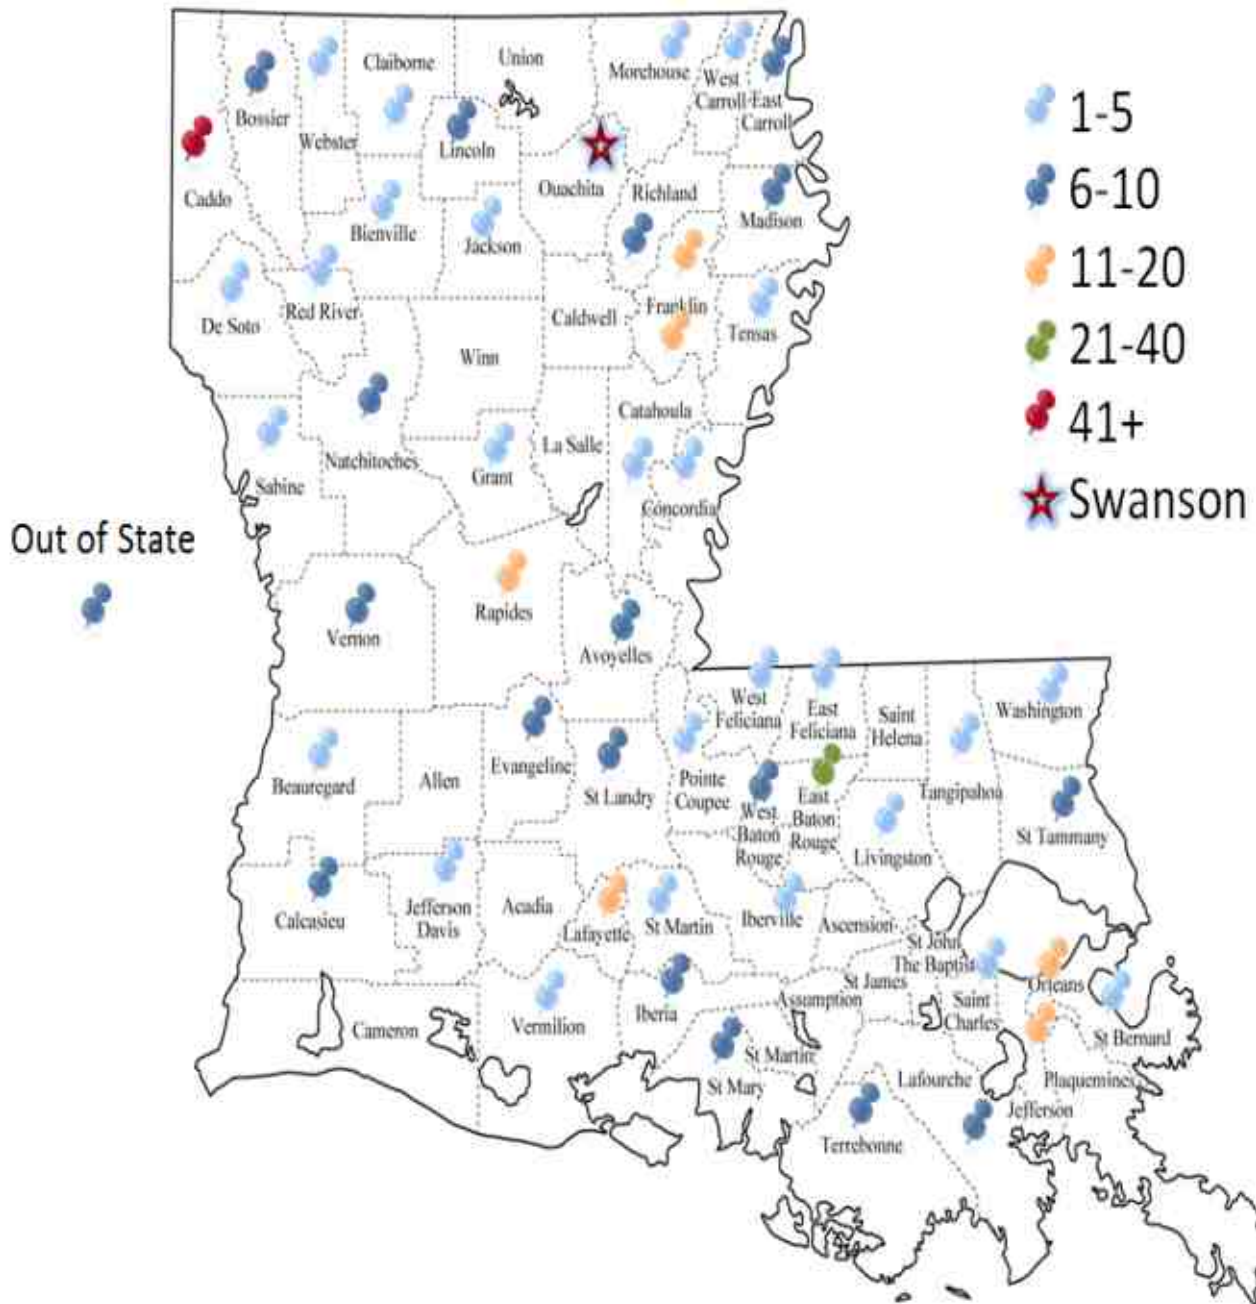 Union
Claiborne
Morehouse
West
Carroll
East
Carroll
Bossier
Webster
Lincoln
Caddo
Ouachita
Richland
Madison
Bienville
Jackson
De Soto
Red River
Caldwell
Franklin
Tensas
Winn
Catahoula
La Salle
Natchitoches
Grant
Sabine
Concordia
Out of State
Vernon
Rapides
Avoyelles
West
Feliciana
East
Feliciana
Saint
Helena
Washington
Beauregard
Allen
Evangeline
St Landry
Pointe
Coupee
West
Baton
Rouge
East
Baton
Rouge
Tangipahoa
St Tammany
Livingston
Calcasieu
Jefferson
Davis
Acadia
Lafayette
St Martin
Iberville
Ascension
St John
The Baptist
Orleans
St James
Assumption
Saint
Charles
St Bernard
Cameron
Vermilion
Iberia
St Martin
St Mary
Lafourche
Plaquemines
Jefferson
Terrebonne
1-5
6-10
11-20
21-40
41+
Swanson